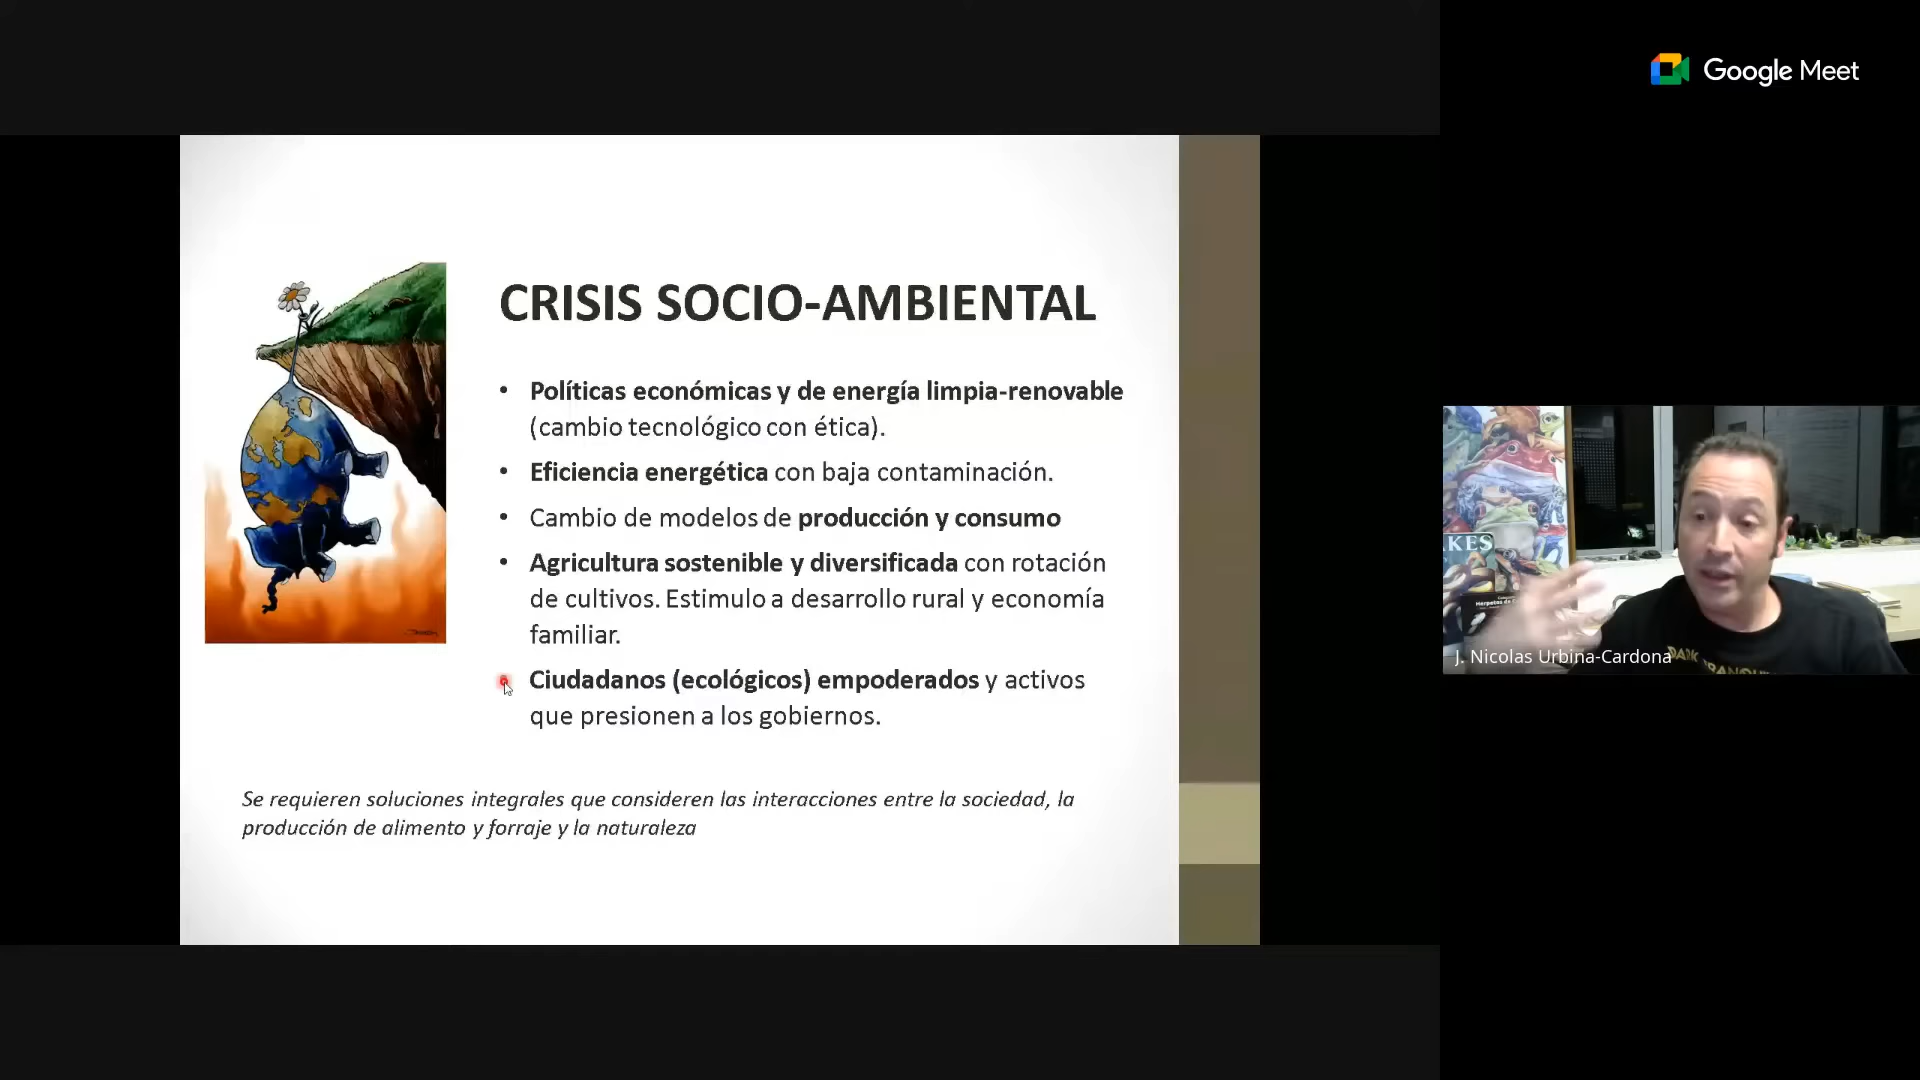 Google Meet
CRISIS SOCIO-AMBIENTAL
• Políticas económicas y de energía limpia-renovable
(cambio tecnológico con ética).
• Eficiencia energética con baja contaminación.
• Cambio de modelos de producción y consumo
• Agricultura sostenible y diversificada con rotación
de cultivos. Estimulo a desarrollo rural y economía
familiar.
• Ciudadanos (ecológicos) empoderados y activos
que presionen a los gobiernos.
Se requieren soluciones integrales que consideren las interacciones entre la sociedad, la
producción de alimento y forraje y la naturaleza
KES
J. Nicolas Urbina-Cardona
DARK TRANQU